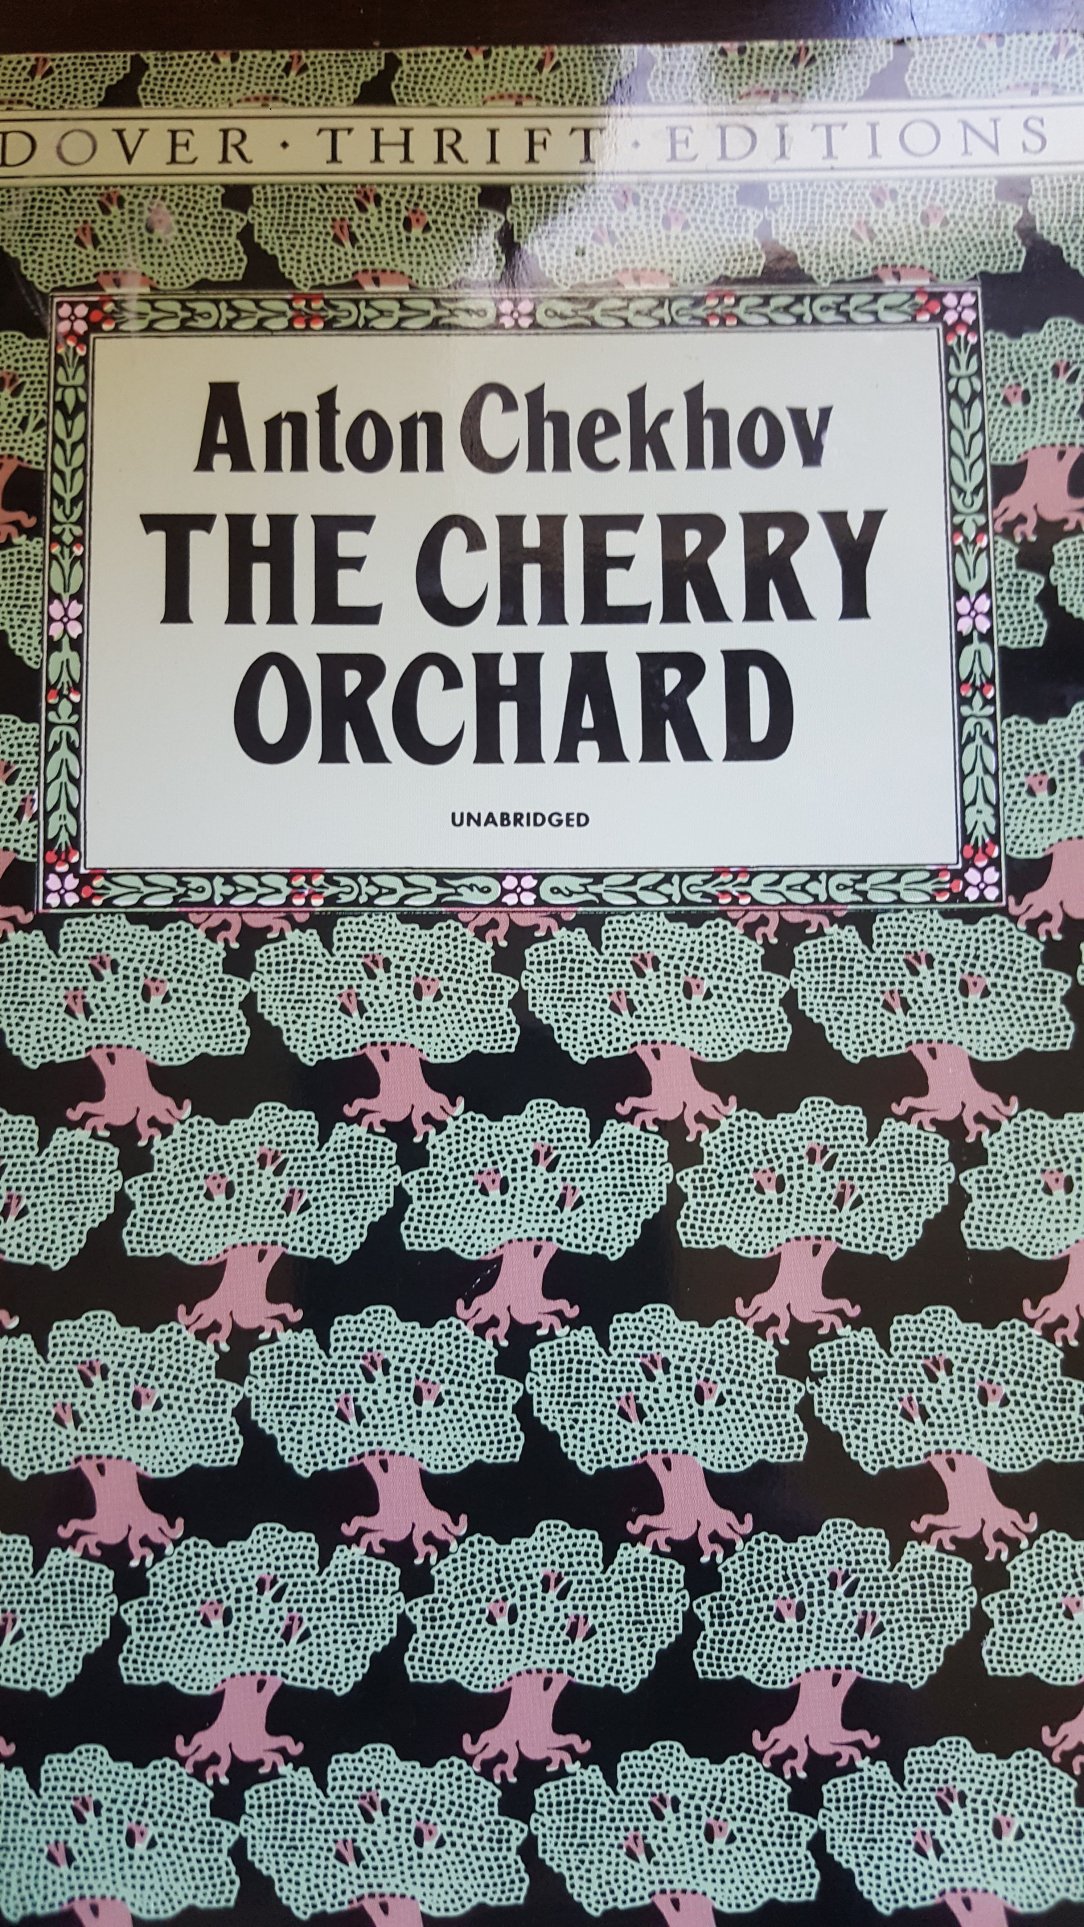 DOVER · THRIFT · EDITIONS
Anton Chekhov
THE CHERRY
ORCHARD
UNABRIDGED